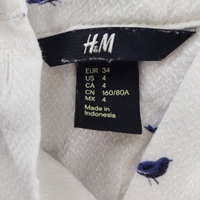 H&M
EUR 34
US 4
CA 4
CN 160/80A
MX 4
Made in
Indonesia